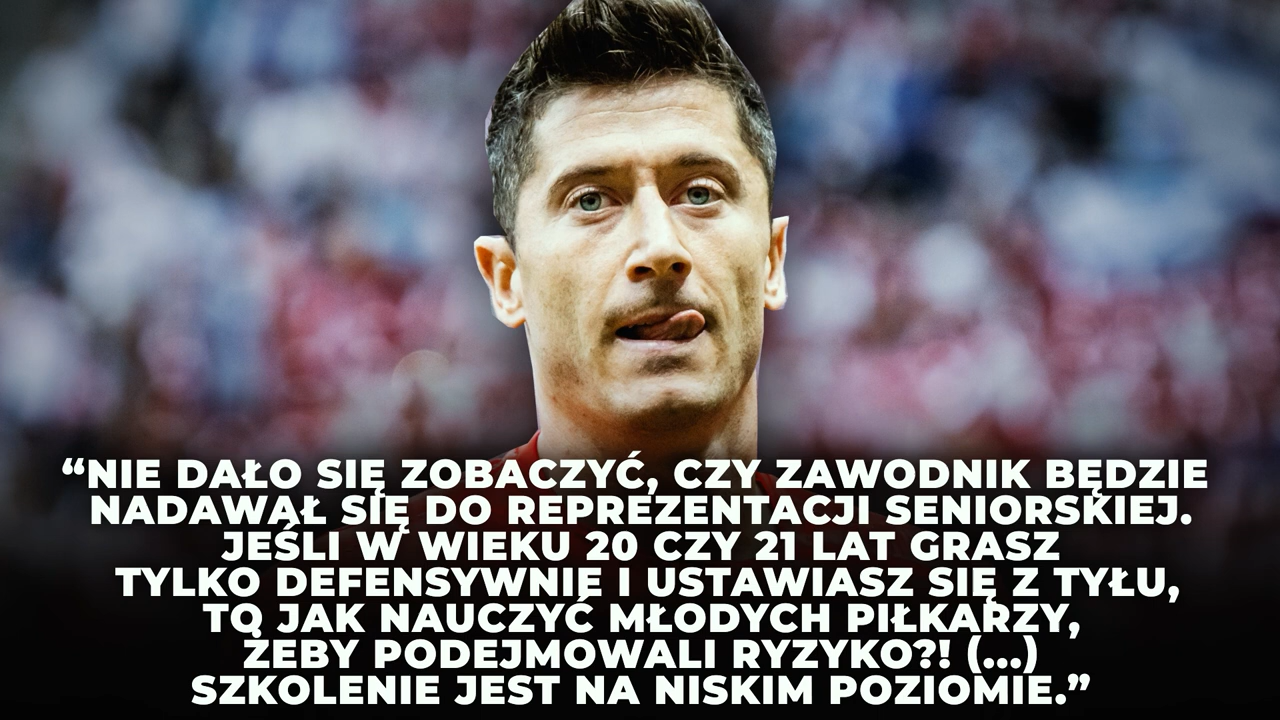 “NIE DAŁO SIĘ ZOBACZYĆ, CZY ZAWODNIK BĘDZIE
NADAWAŁ SIĘ DO REPREZENTACJI SENIORSKIEJ.
JEŚLI W WIEKU 20 CZY 21 LAT GRASZ
TYLKO DEFENSYWNIE I USTAWIASZ SIĘ Z TYŁU,
TO JAK NAUCZYĆ MŁODYCH PIŁKARZY,
ŻEBY PODEJMOWALI RYZYKO?! (...)
SZKOLENIE JEST NA NISKIM POZIOMIE.”